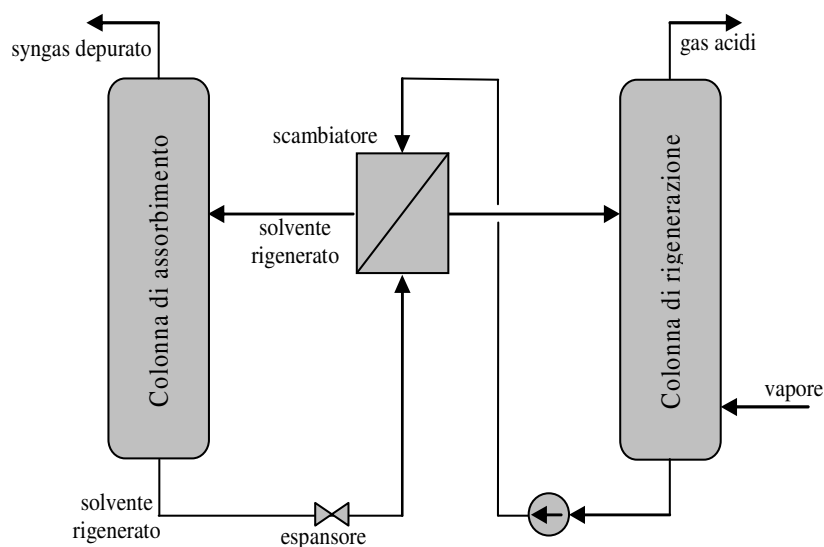 syngas depurato
gas acidi
scambiatore
Colonna di assorbimento
Colonna di rigenerazione
solvente
rigenerato
vapore
solvente
rigenerato
espansore